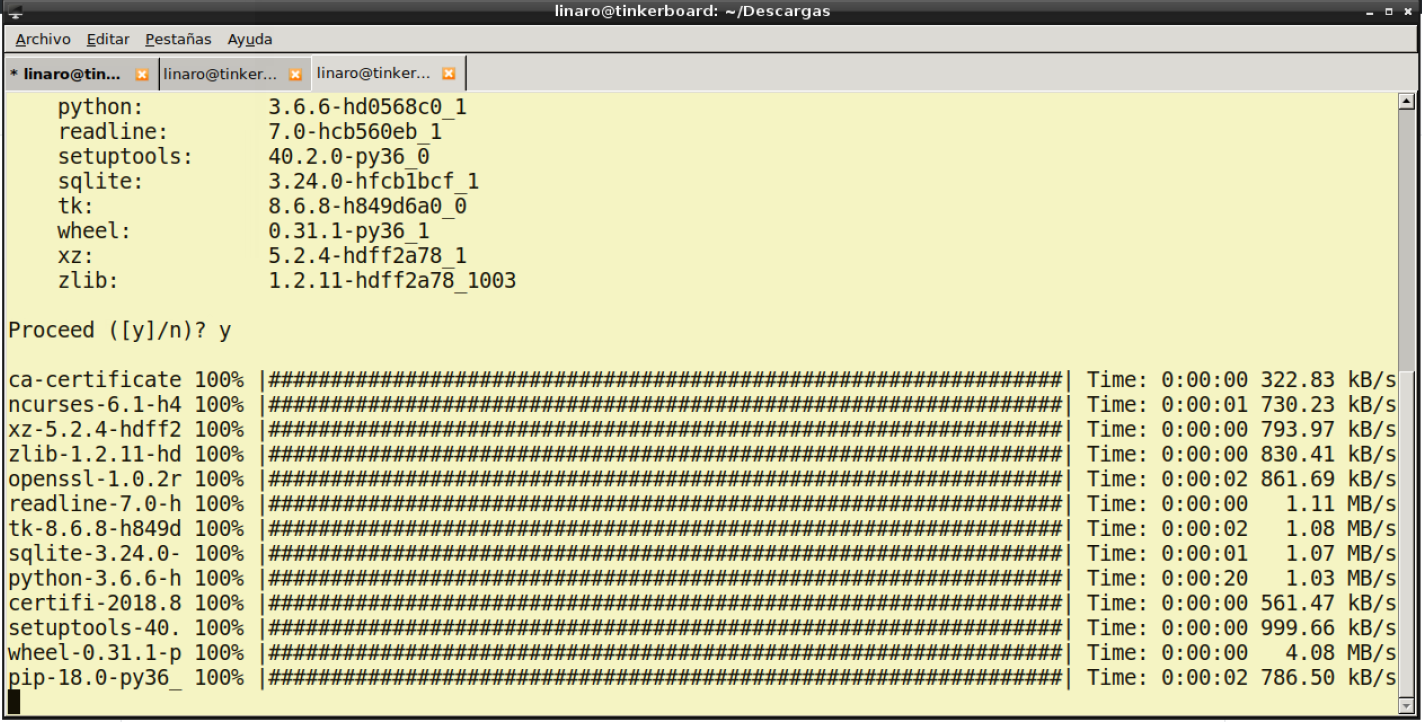 linaro@tinkerboard: ~/Descargas
Archivo Editar Pestañas Ayuda
* linaro@tin... linaro@tinker... linaro@tinker...
python: 3.6.6-hd0568c0_1
readline: 7.0-hcb560eb_1
setuptools: 40.2.0-py36_0
sqlite: 3.24.0-hfcb1bcf_1
tk: 8.6.8-h849d6a0_0
wheel: 0.31.1-py36_1
xz: 5.2.4-hdff2a78_1
zlib: 1.2.11-hdff2a78_1003
Proceed ([y]/n)? y
ca-certificate 100% |################################################################| Time: 0:00:00 322.83 kB/s
ncurses-6.1-h4 100% |################################################################| Time: 0:00:01 730.23 kB/s
xz-5.2.4-hdff2 100% |################################################################| Time: 0:00:00 793.97 kB/s
zlib-1.2.11-hd 100% |################################################################| Time: 0:00:00 830.41 kB/s
openssl-1.0.2r 100% |################################################################| Time: 0:00:02 861.69 kB/s
readline-7.0-h 100% |################################################################| Time: 0:00:00 1.11 MB/s
tk-8.6.8-h849d 100% |################################################################| Time: 0:00:02 1.08 MB/s
sqlite-3.24.0- 100% |################################################################| Time: 0:00:01 1.07 MB/s
python-3.6.6-h 100% |################################################################| Time: 0:00:20 1.03 MB/s
certifi-2018.8 100% |################################################################| Time: 0:00:00 561.47 kB/s
setuptools-40. 100% |################################################################| Time: 0:00:00 999.66 kB/s
wheel-0.31.1-p 100% |################################################################| Time: 0:00:00 4.08 MB/s
pip-18.0-py36_ 100% |################################################################| Time: 0:00:02 786.50 kB/s